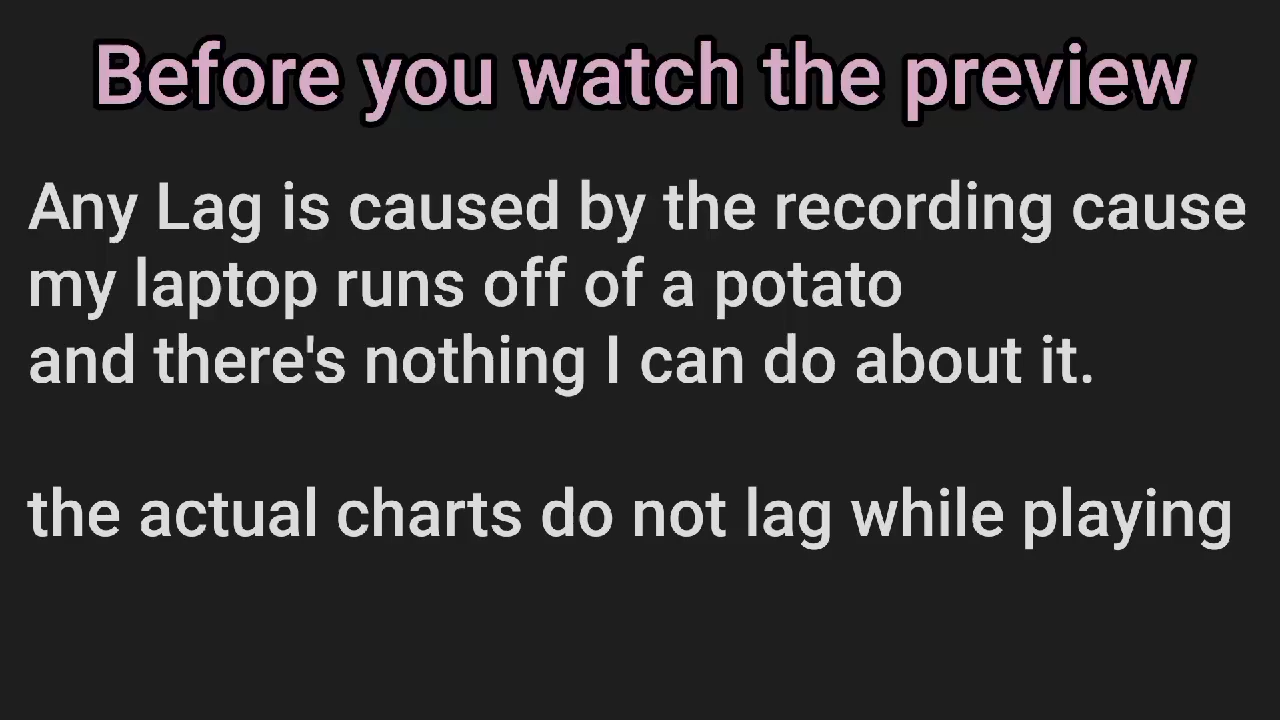 Before you watch the preview
Any Lag is caused by the recording cause
my laptop runs off of a potato
and there's nothing I can do about it.
the actual charts do not lag while playing